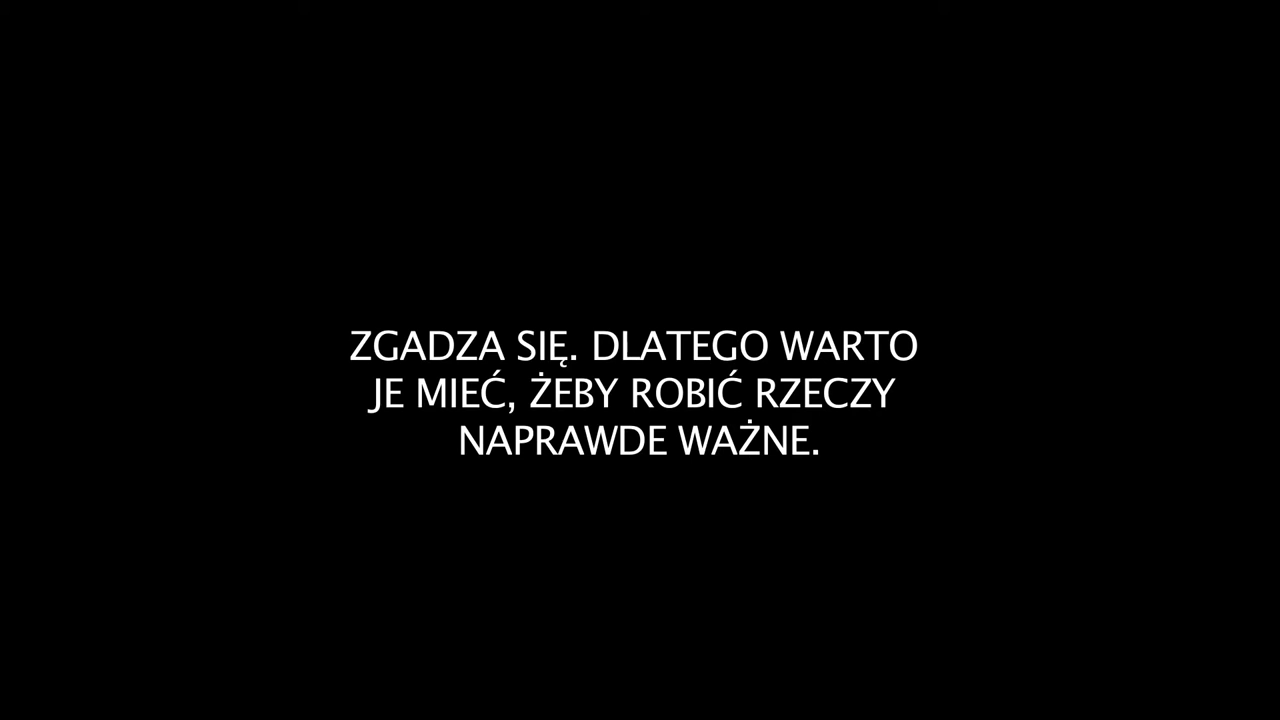 ZGADZA SIĘ. DLATEGO WARTO
JE MIEĆ, ŻEBY ROBIĆ RZECZY
NAPRAWDE WAŻNE.